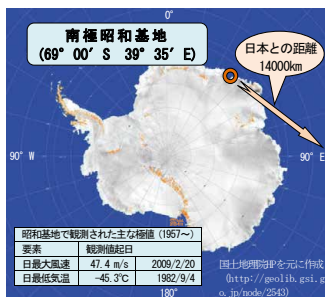 0°
南極昭和基地
(69° 00′ S 39° 35′ E)
日本との距離
14000km
90° W
90° E
昭和基地で観測された主な極値(1957～)
要素 観測値起日
日最大風速 47.4 m/s 2009/2/20
日最低気温 -45.3℃ 1982/9/4
180°
国土地理院HPを元に作成
(http://geolib.gsi.g
o.jp/node/2543)